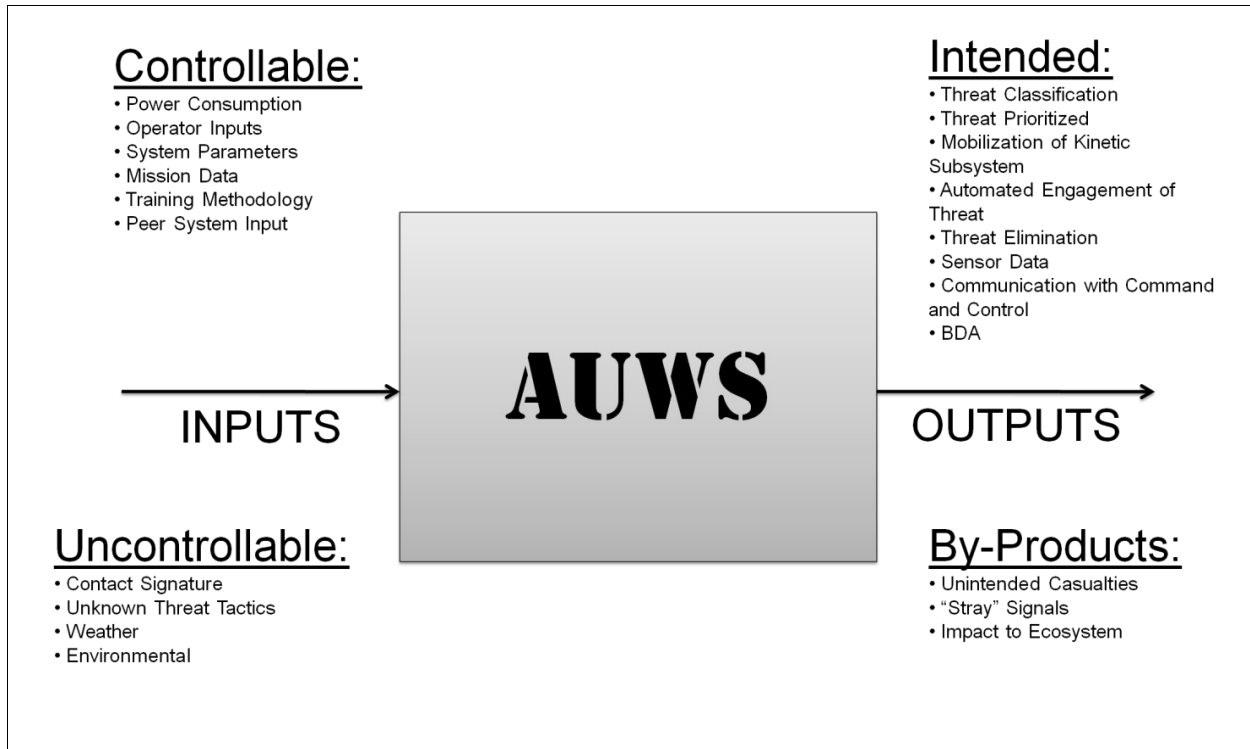 Controllable:
• Power Consumption
• Operator Inputs
• System Parameters
• Mission Data
• Training Methodology
• Peer System Input
INPUTS
Uncontrollable:
• Contact Signature
• Unknown Threat Tactics
• Weather
• Environmental
AUWS
Intended:
• Threat Classification
• Threat Prioritized
• Mobilization of Kinetic
Subsystem
• Automated Engagement of
Threat
• Threat Elimination
• Sensor Data
• Communication with Command
and Control
• BDA
OUTPUTS
By-Products:
• Unintended Casualties
• “Stray” Signals
• Impact to Ecosystem